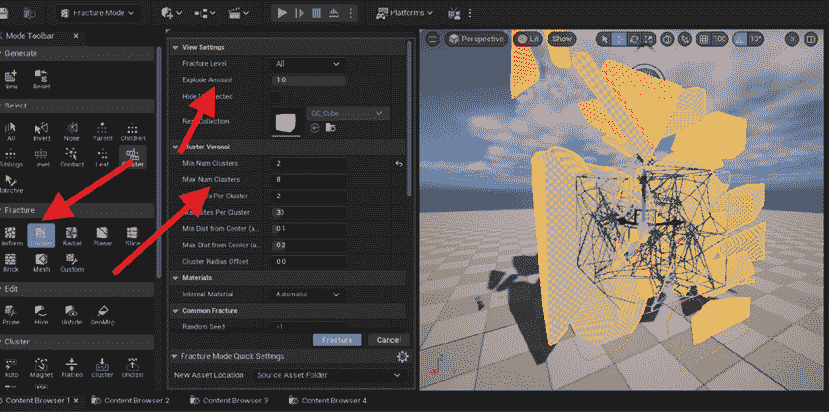 Fracture Mode
Platforms
Mode Toolbar
Generate
New
Reset
Select
All
Invert
None
Parent
Children
Siblings
Level
Contact
Leaf
Cluster
Fracture
Uniform
Cluster
Radial
Planar
Slice
Brick
Mesh
Custom
Edit
Prune
Hide
Unhide
GeoMrg
Cluster
Auto
Magnet
Flatten
Cluster
View Settings
Fracture Level
All
Explode Amount
1.0
GC_Cube
Cluster Voronoi
Min Num Clusters
2
Max Num Clusters
8
Per Cluster
2
Sites Per Cluster
30
Min Dist from Center (a...
0.1
Max Dist from Center (a...
0.2
Cluster Radius Offset
0.0
Materials
Internal Material
Automatic
Common Fracture
Random Seed
-1
Fracture
Cancel
Fracture Mode Quick Settings
New Asset Location
Source Asset Folder
Perspective
Lit
Show
100
10°
Content Browser 1
Content Browser 2
Content Browser 3
Content Browser 4